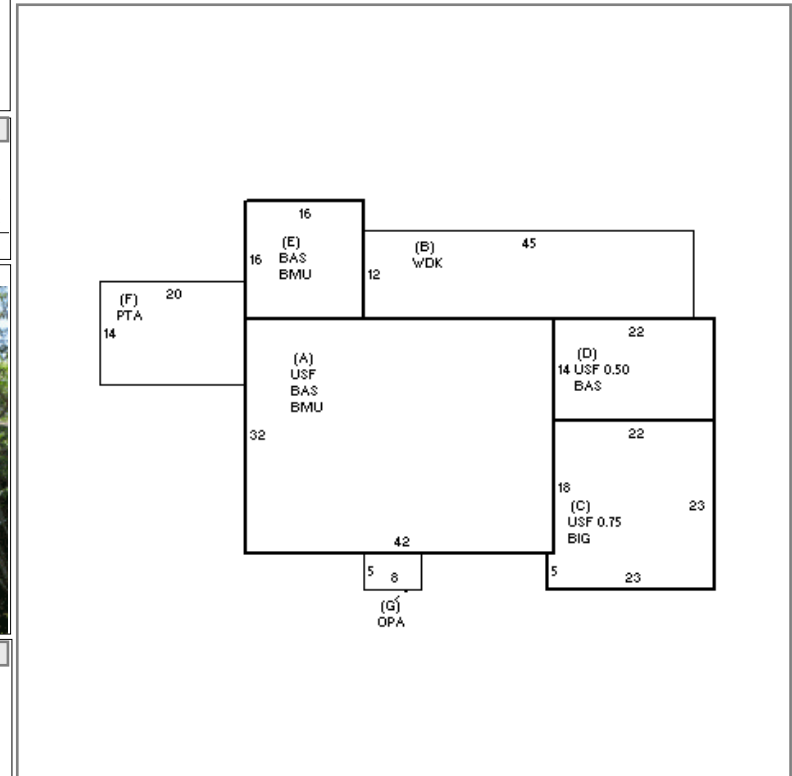 16
(E)
16 BAS
BMU
(B)
WDK
45
12
20
(F)
PTA
14
(A)
USF
BAS
BMU
32
42
22
(D)
14 USF 0.50
BAS
22
18
(C)
23
USF 0.75
BIG
5
23
5
8
(G)
OPA